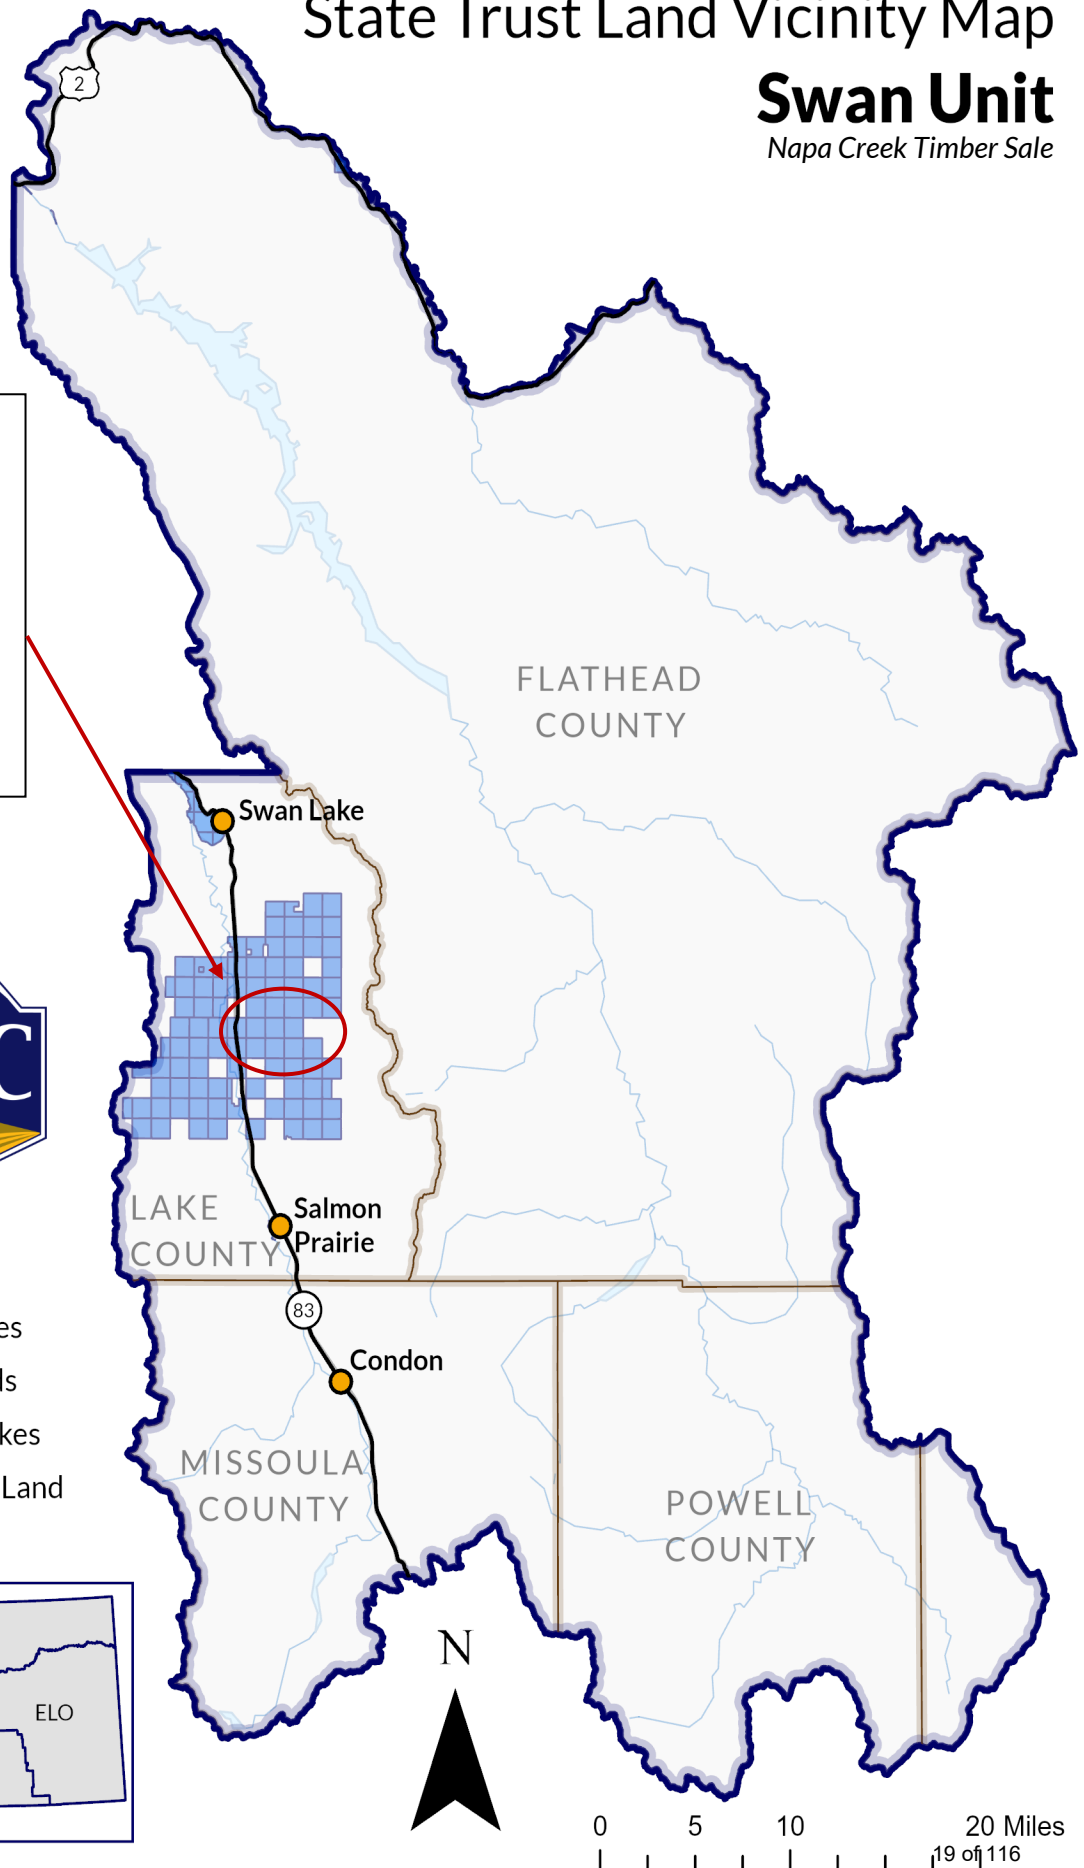 State Trust Land Vicinity Map
Swan Unit
Napa Creek Timber Sale
2
FLATHEAD
COUNTY
Swan Lake
C
LAKE
COUNTY
Salmon
Prairie
83
es
ds
Condon
kes
Land
MISSOULA
COUNTY
POWELL
COUNTY
N
ELO
0 5 10 20 Miles
19 of 116